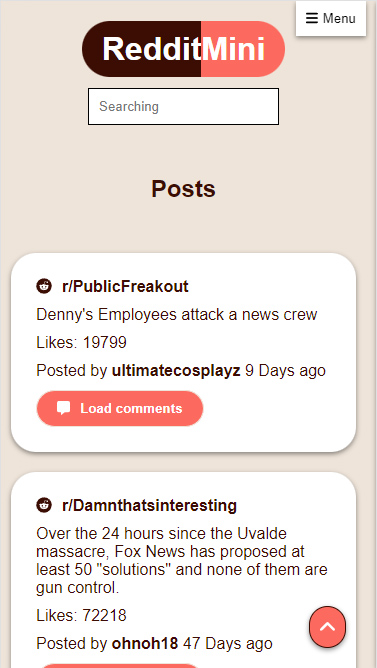 Menu
RedditMini
Searching
Posts
r/PublicFreakout
Denny's Employees attack a news crew
Likes: 19799
Posted by ultimatecosplayz 9 Days ago
Load comments
r/Damnthatsinteresting
Over the 24 hours since the Uvalde
massacre, Fox News has proposed at
least 50 "solutions" and none of them are
gun control.
Likes: 72218
Posted by ohnoh18 47 Days ago